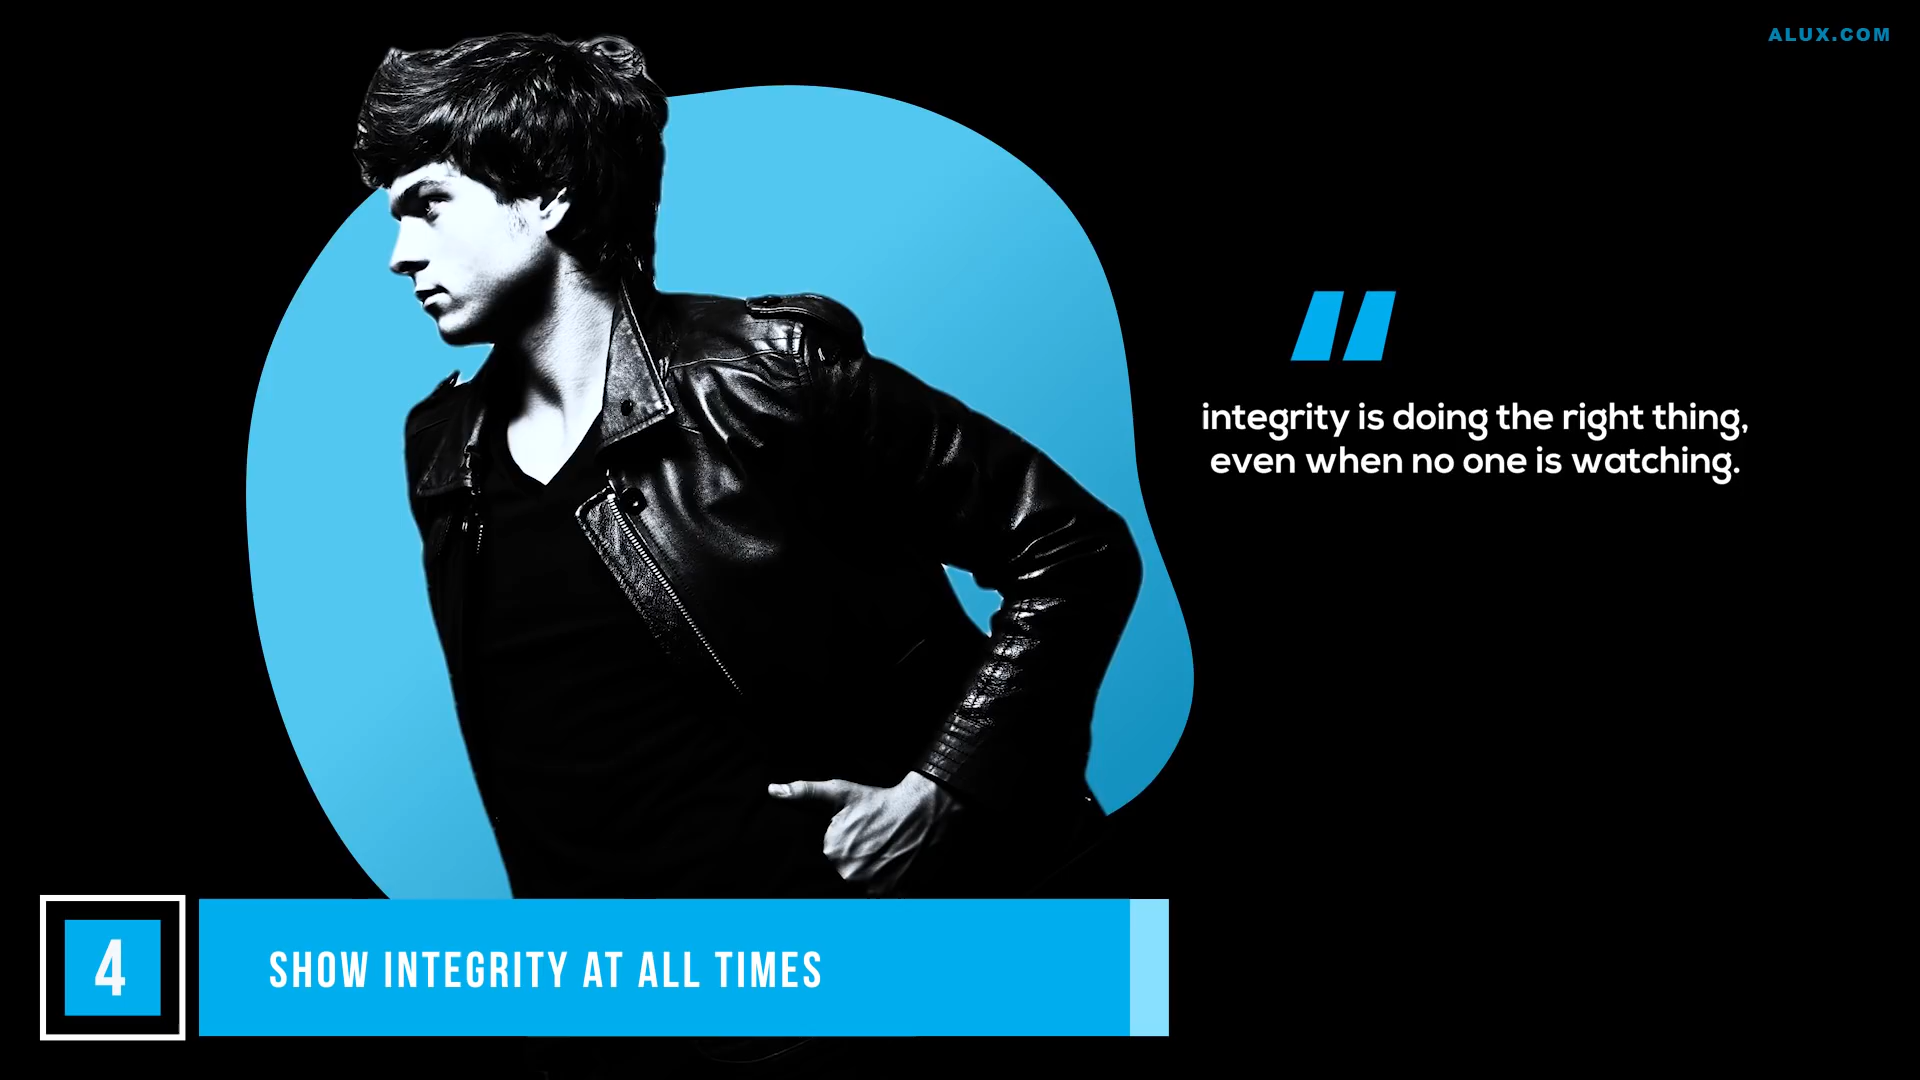 ALUX.COM
"
integrity is doing the right thing,
even when no one is watching.
4
SHOW INTEGRITY AT ALL TIMES